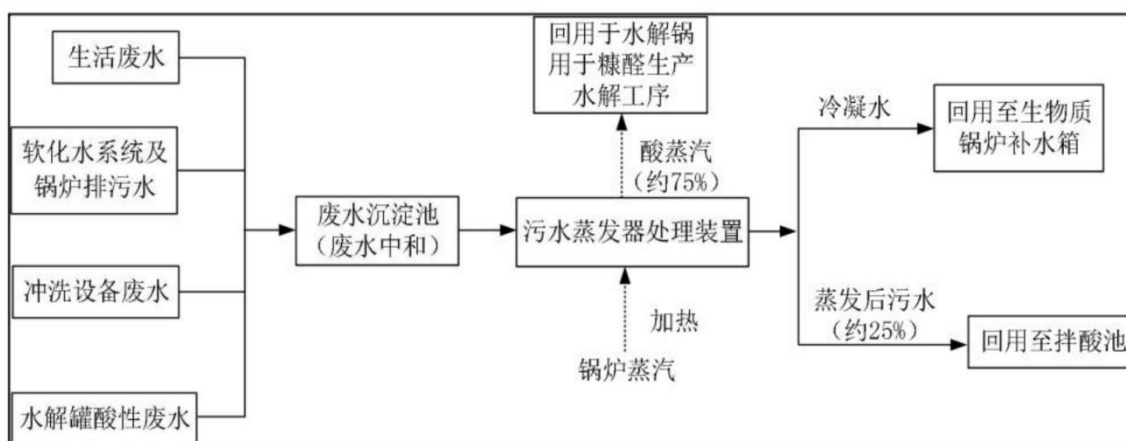 生活废水
软化水系统及
锅炉排污水
冲洗设备废水
水解罐酸性废水
废水沉淀池
（废水中和）
回用于水解锅
用于糠醛生产
水解工序
酸蒸汽
（约75%）
污水蒸发器处理装置
加热
锅炉蒸汽
冷凝水
回用至生物质
锅炉补水箱
蒸发后污水
（约25%）
回用至拌酸池